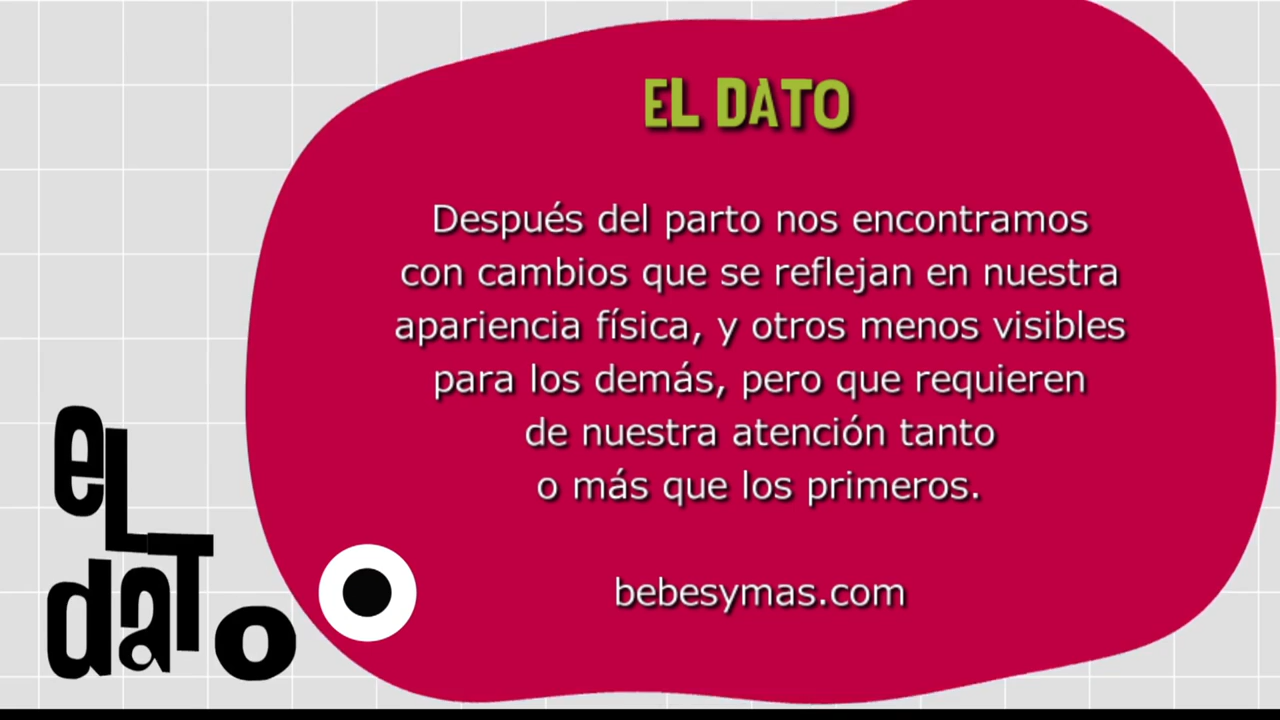 EL DATO
Después del parto nos encontramos
con cambios que se reflejan en nuestra
apariencia física, y otros menos visibles
para los demás, pero que requieren
de nuestra atención tanto
o más que los primeros.
bebesymas.com
eL
daTo